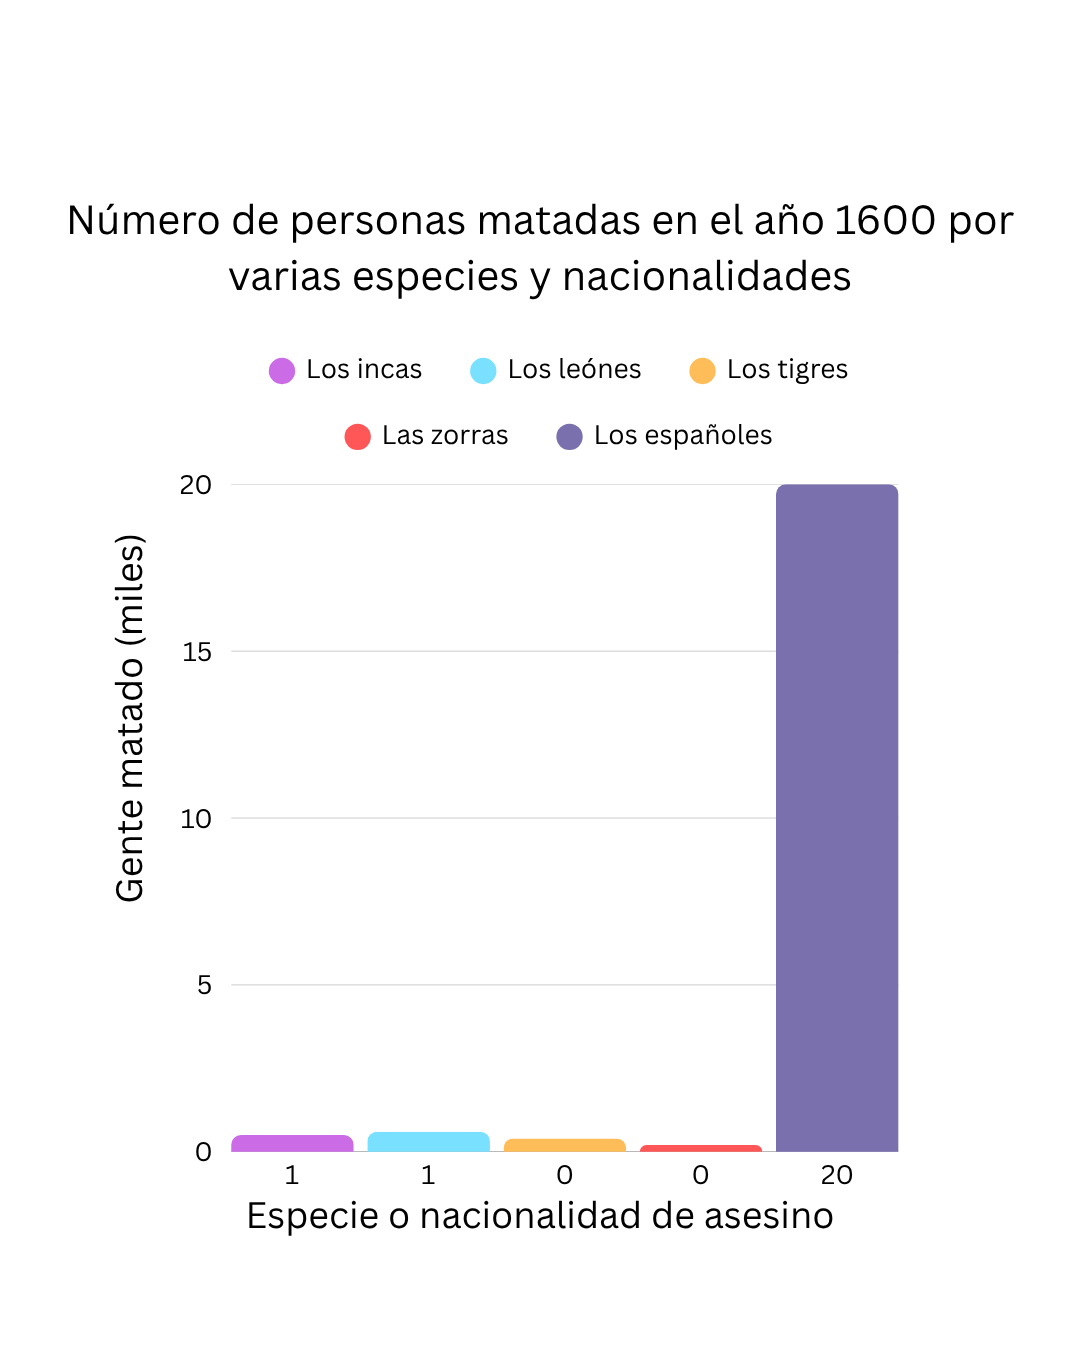 Número de personas matadas en el año 1600 por
varias especies y nacionalidades
Los incas Los leónes Los tigres
Las zorras Los españoles
20
15
10
5
0
Gente matado (miles)
1 1 0 0 20
Especie o nacionalidad de asesino